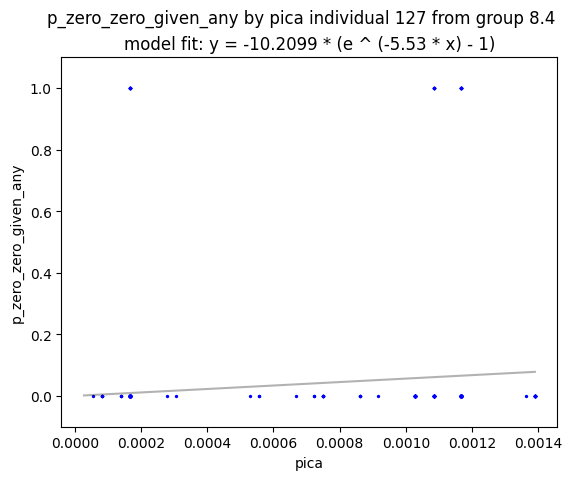 p_zero_zero_given_any by pica individual 127 from group 8.4
model fit: y = -10.2099 * (e ^ (-5.53 * x) - 1)
1.0
0.8
0.6
0.4
0.2
0.0
p_zero_zero_given_any
0.0000 0.0002 0.0004 0.0006 0.0008 0.0010 0.0012 0.0014
pica